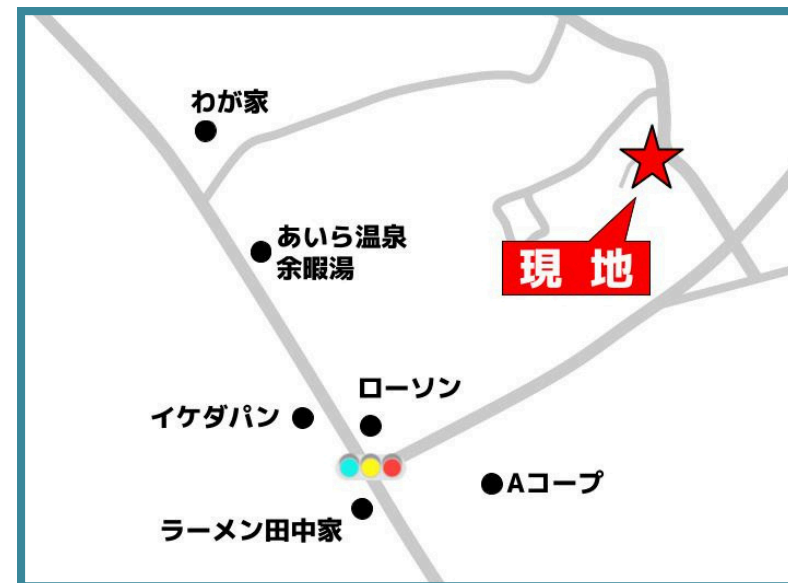 わが家
あいら温泉
余暇湯
現 地
ローソン
イケダパン
Aコープ
ラーメン田中家